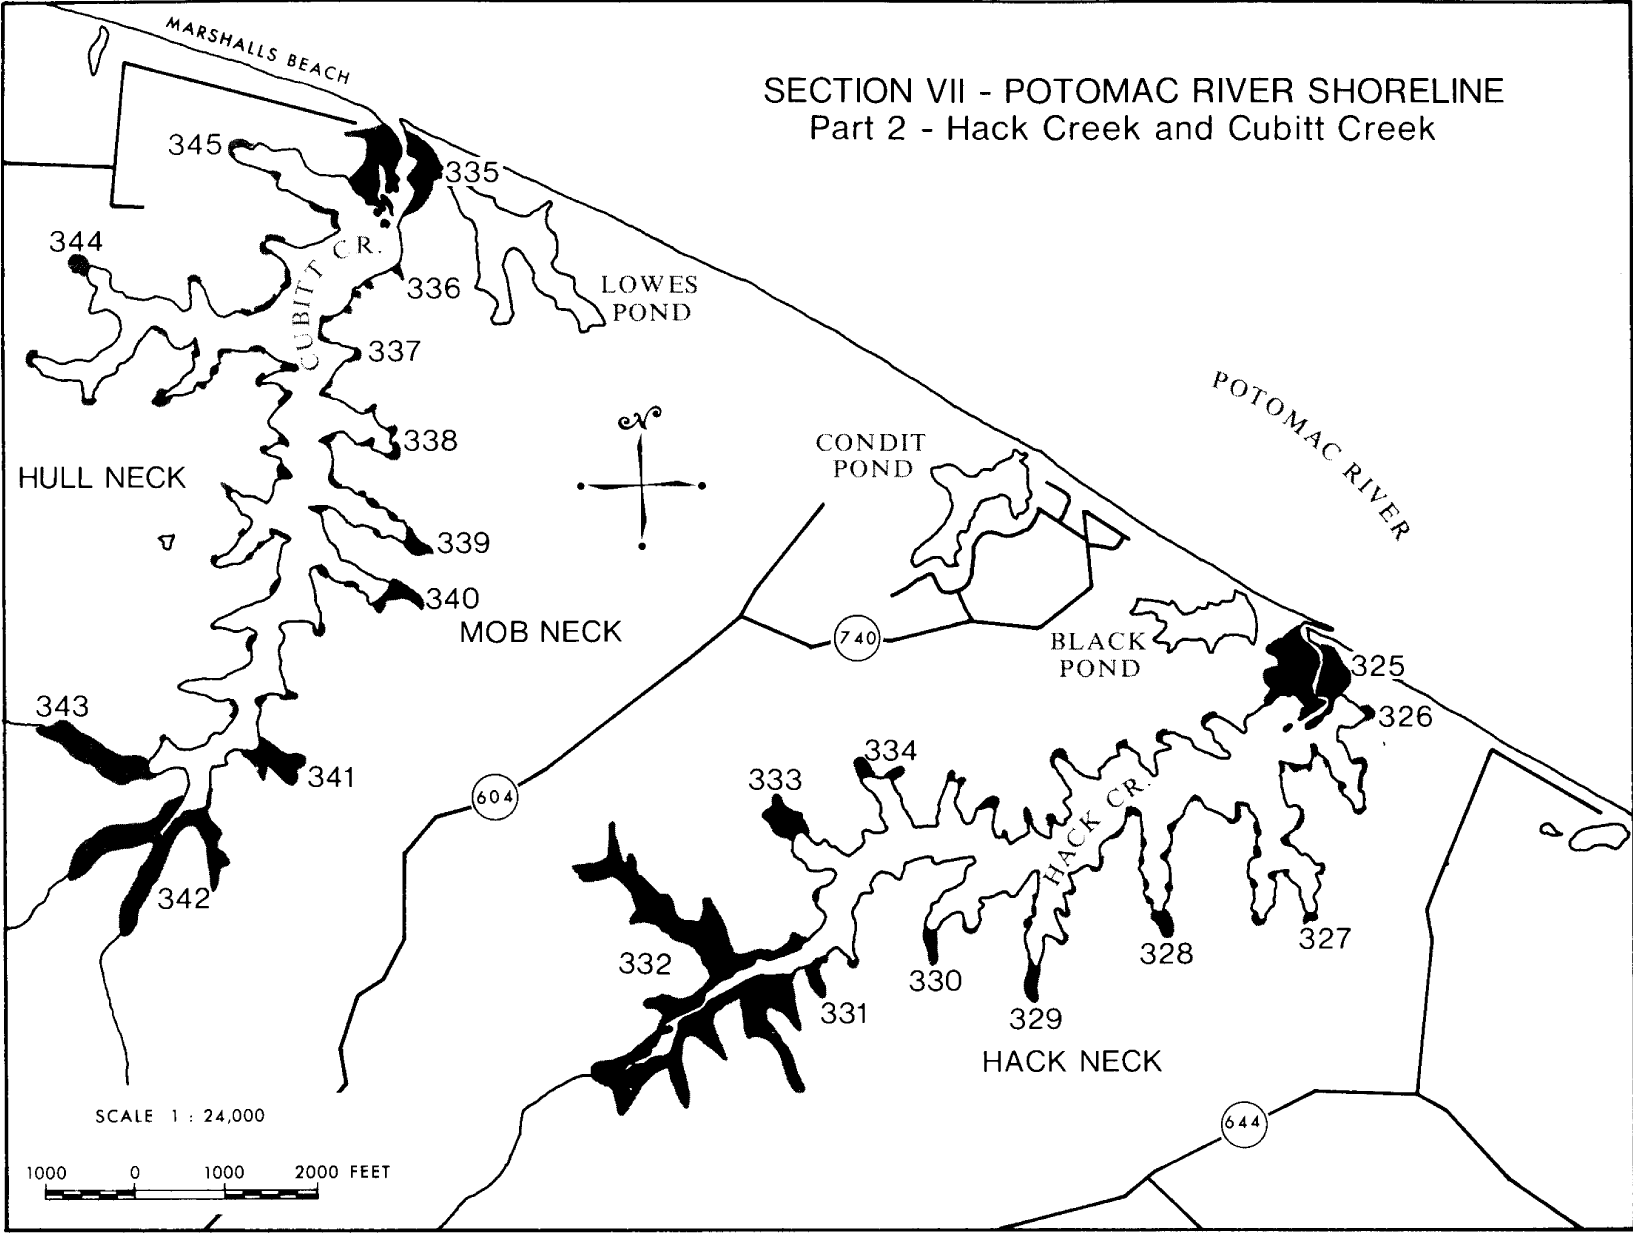 MARSHALLS BEACH
SECTION VII - POTOMAC RIVER SHORELINE
Part 2 - Hack Creek and Cubitt Creek
345
335
344
CUBITT CR.
336
LOWES
POND
337
338
POTOMAC RIVER
CONDIT
POND
HULL NECK
N
339
340
MOB NECK
740
BLACK
POND
325
326
343
341
604
334
333
HACK CR.
342
332
330
328
327
331
329
HACK NECK
SCALE 1 : 24,000
644
1000 0 1000 2000 FEET